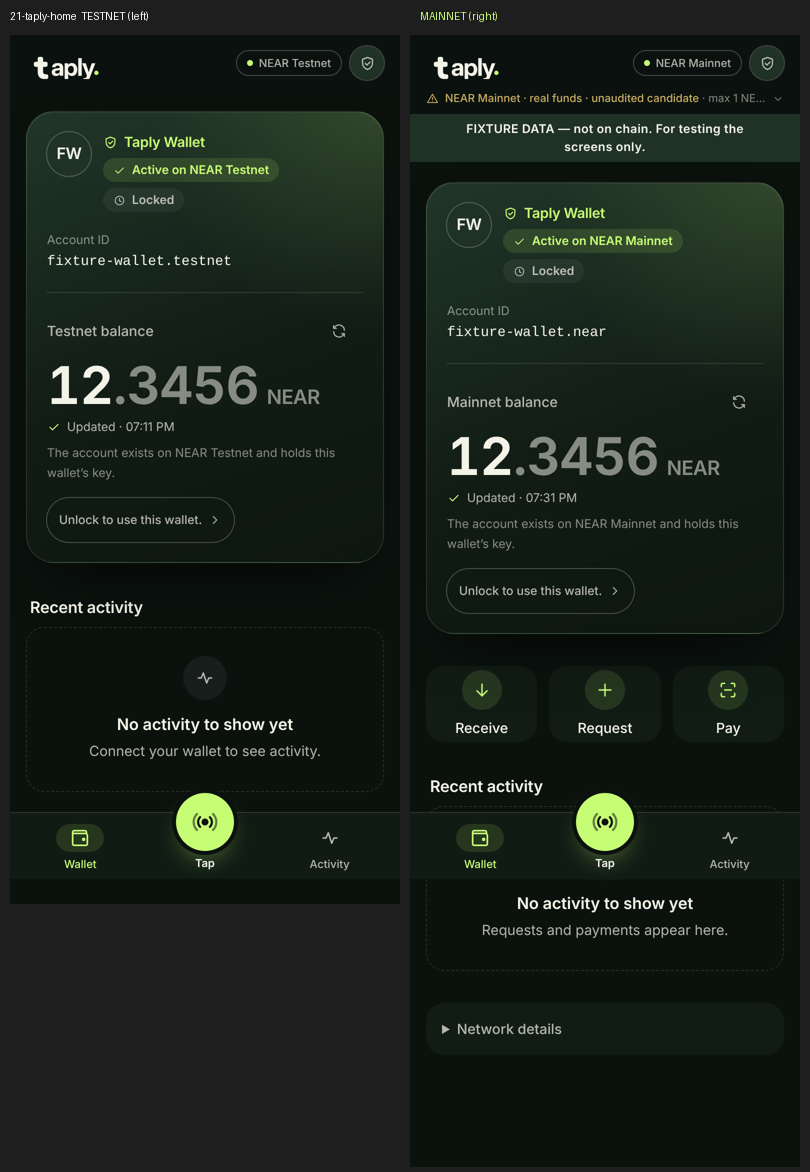 21-taply-home TESTNET (left)
taply.
NEAR Testnet
FW
Taply Wallet
Active on NEAR Testnet
Locked
Account ID
fixture-wallet.testnet
Testnet balance
12.3456 NEAR
Updated · 07:11 PM
The account exists on NEAR Testnet and holds this
wallet’s key.
Unlock to use this wallet.
Recent activity
No activity to show yet
Connect your wallet to see activity.
Wallet
Tap
Activity
MAINNET (right)
taply.
NEAR Mainnet
NEAR Mainnet · real funds · unaudited candidate · max 1 NE...
FIXTURE DATA — not on chain. For testing the
screens only.
FW
Taply Wallet
Active on NEAR Mainnet
Locked
Account ID
fixture-wallet.near
Mainnet balance
12.3456 NEAR
Updated · 07:31 PM
The account exists on NEAR Mainnet and holds this
wallet’s key.
Unlock to use this wallet.
Receive
Request
Pay
Recent activity
Wallet
Tap
Activity
No activity to show yet
Requests and payments appear here.
Network details